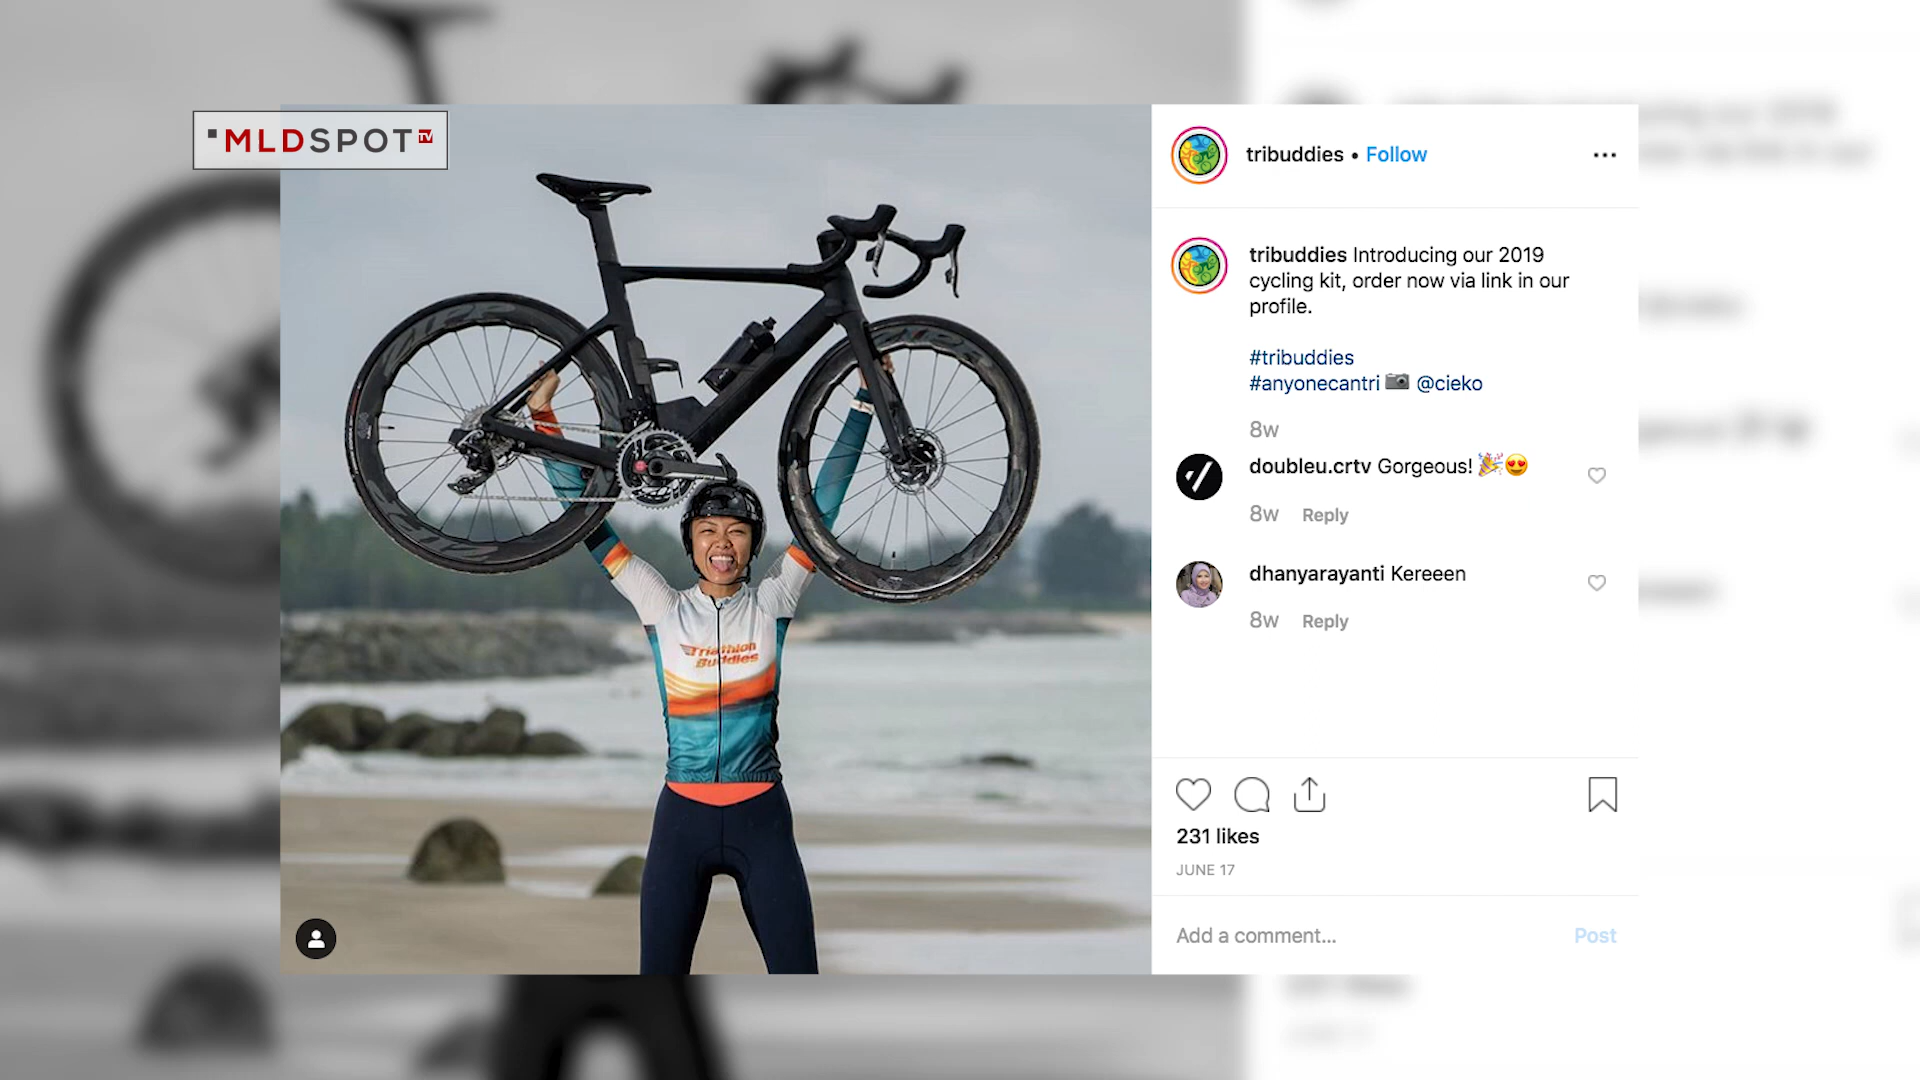 MLDSPOT TV
tribuddies • Follow
tribuddies Introducing our 2019
cycling kit, order now via link in our
profile.
#tribuddies
#anyonecantri @cieko
8w
doubleu.crtv Gorgeous! 🎉😍
8w Reply
dhanyarayanti Kereeen
8w Reply
231 likes
JUNE 17
Add a comment... Post
Triathlon
Buddies